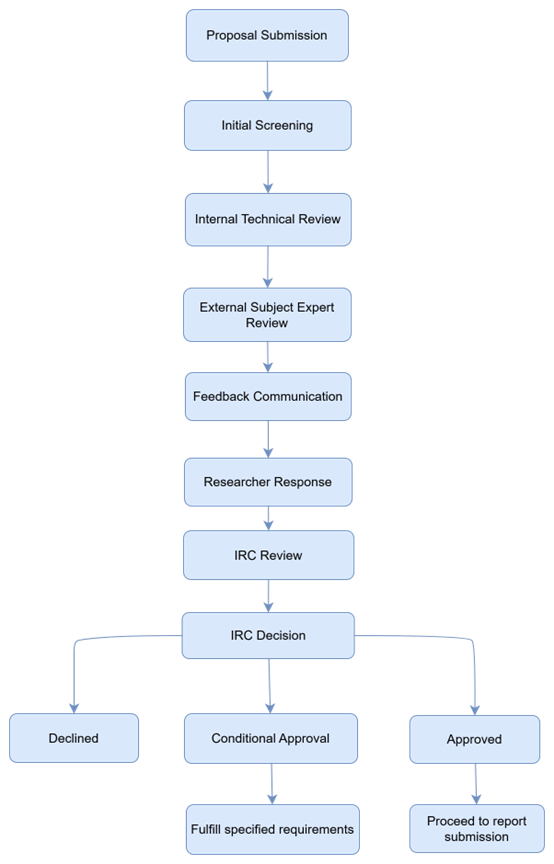 Proposal Submission
Initial Screening
Internal Technical Review
External Subject Expert
Review
Feedback Communication
Researcher Response
IRC Review
IRC Decision
Declined
Conditional Approval
Approved
Fulfill specified requirements
Proceed to report
submission